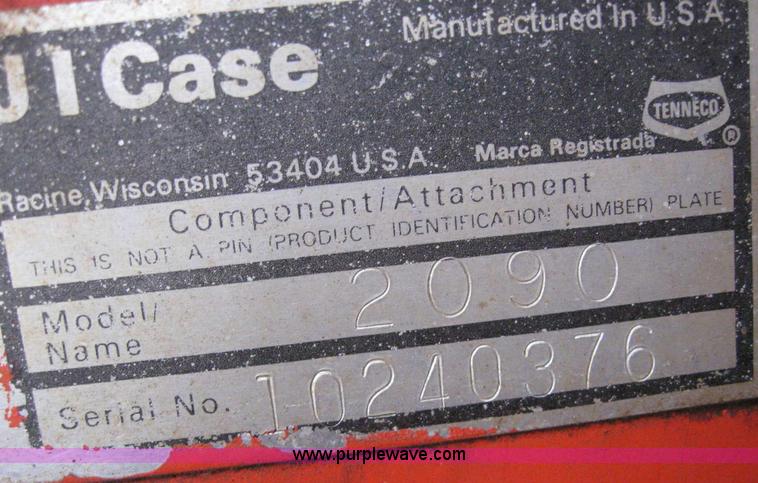 Manufactured in U.S.A.
J I Case
TENNECO
®
Racine, Wisconsin 53404 U.S.A.
Marca Registrada
Component/Attachment
THIS IS NOT A PIN (PRODUCT IDENTIFICATION NUMBER) PLATE
Model/ 2090
Name
Serial No. 10240376
www.purplewave.com